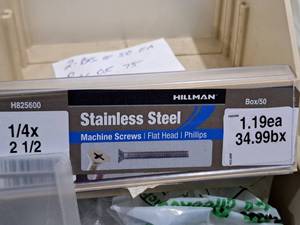 HILLMAN
H825600
Box/50
Stainless Steel
Machine Screws | Flat Head | Phillips
1/4x
2 1/2
1.19ea
34.99bx